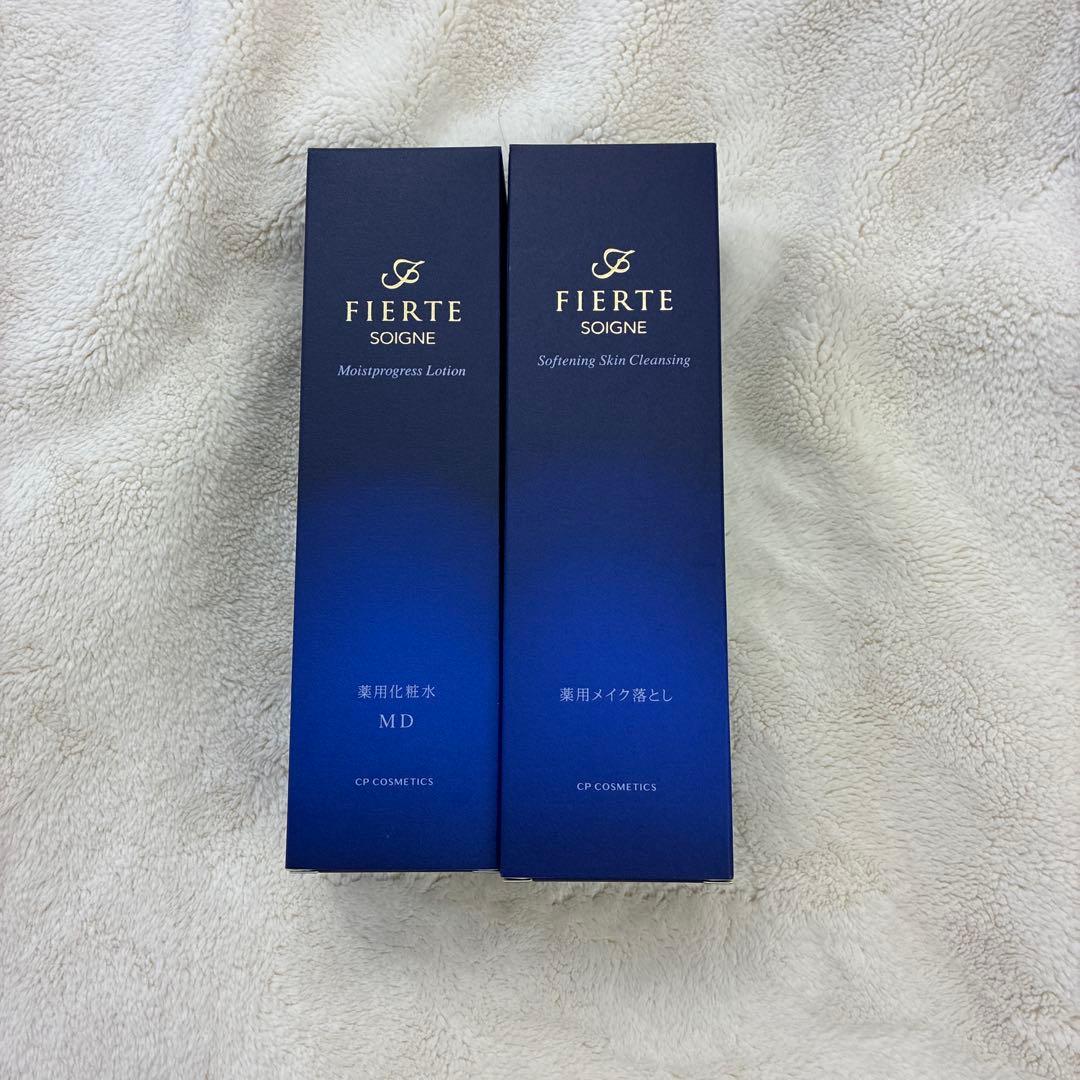 FIERTE
SOIGNE
Moistprogress Lotion
薬用化粧水
MD
CP COSMETICS
FIERTE
SOIGNE
Softening Skin Cleansing
薬用メイク落とし
CP COSMETICS